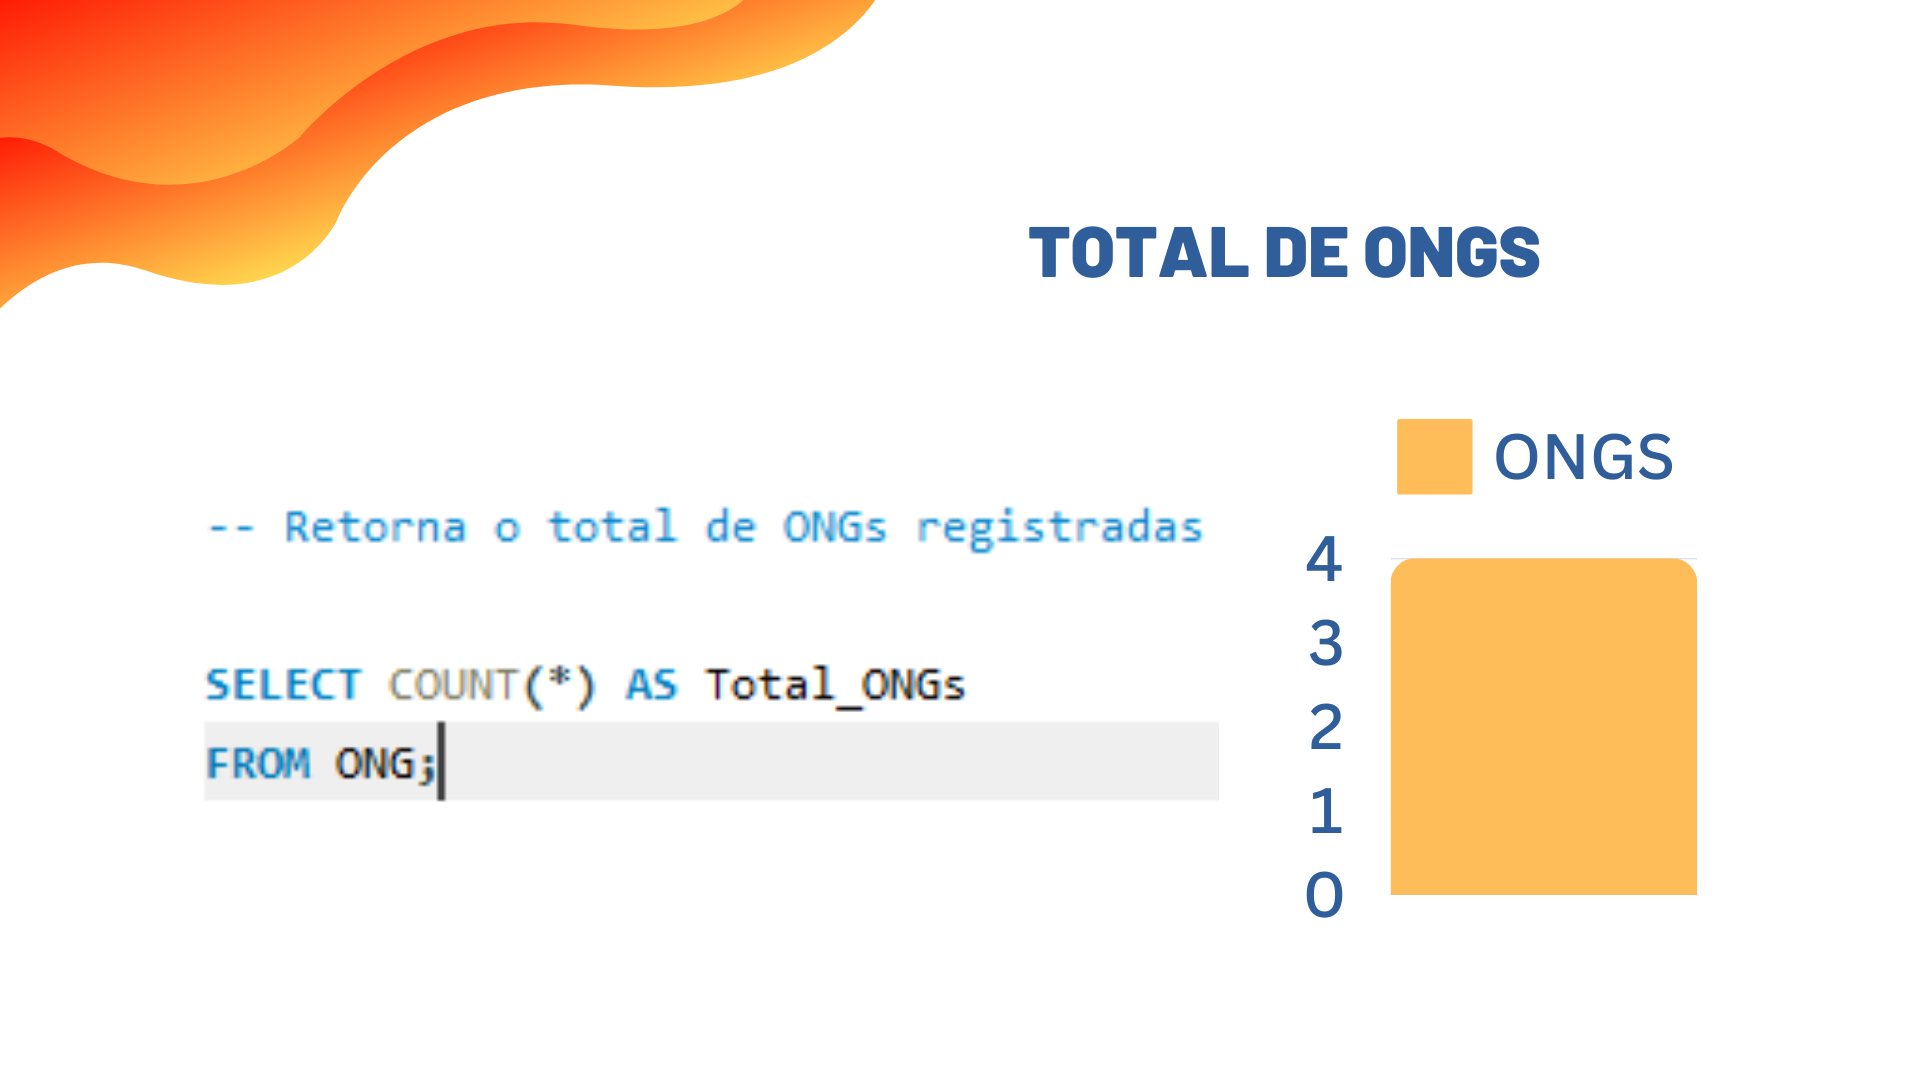 TOTAL DE ONGS
-- Retorna o total de ONGs registradas
SELECT COUNT(*) AS Total_ONGs
FROM ONG;
ONGS
4
3
2
1
0